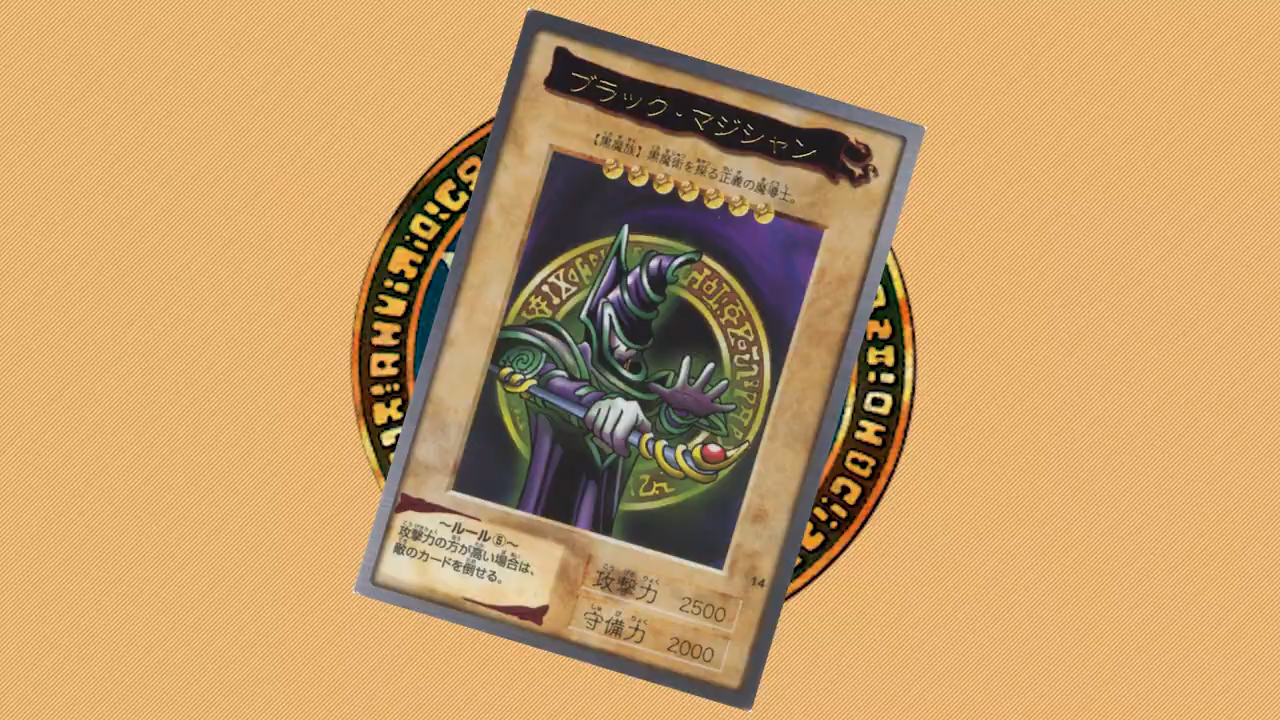 ブラック・マジシャン
【黒魔族】黒魔術を操る正義の魔導士。
～ルール⑤～
攻撃力の方が高い場合は、
敵のカードを倒せる。
14
攻撃力 2500
守備力 2000